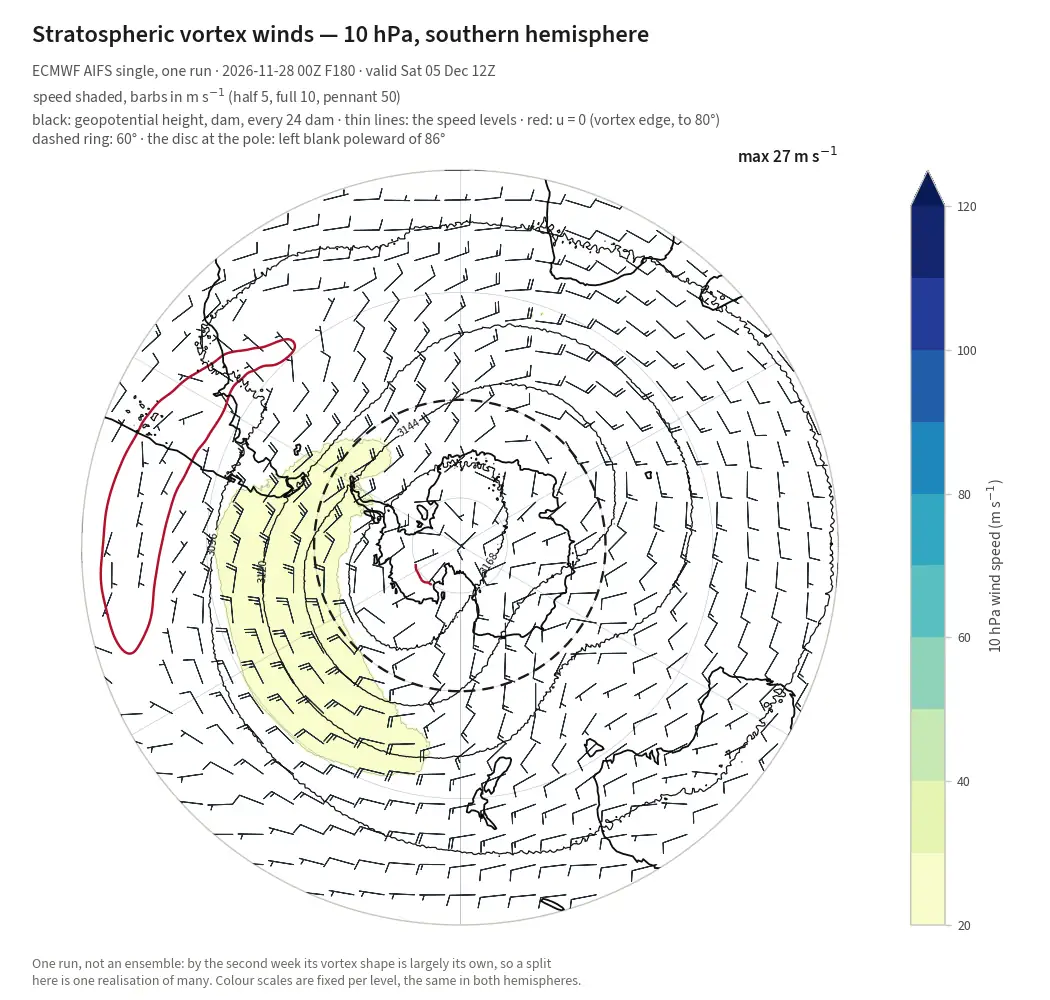 Stratospheric vortex winds — 10 hPa, southern hemisphere
ECMWF AIFS single, one run · 2026-11-28 00Z F180 · valid Sat 05 Dec 12Z
speed shaded, barbs in m s⁻¹ (half 5, full 10, pennant 50)
black: geopotential height, dam, every 24 dam · thin lines: the speed levels · red: u = 0 (vortex edge, to 80°)
dashed ring: 60° · the disc at the pole: left blank poleward of 86°
max 27 m s⁻¹
120
100
80
60
40
20
10 hPa wind speed (m s⁻¹)
3144
3168
One run, not an ensemble: by the second week its vortex shape is largely its own, so a split
here is one realisation of many. Colour scales are fixed per level, the same in both hemispheres.